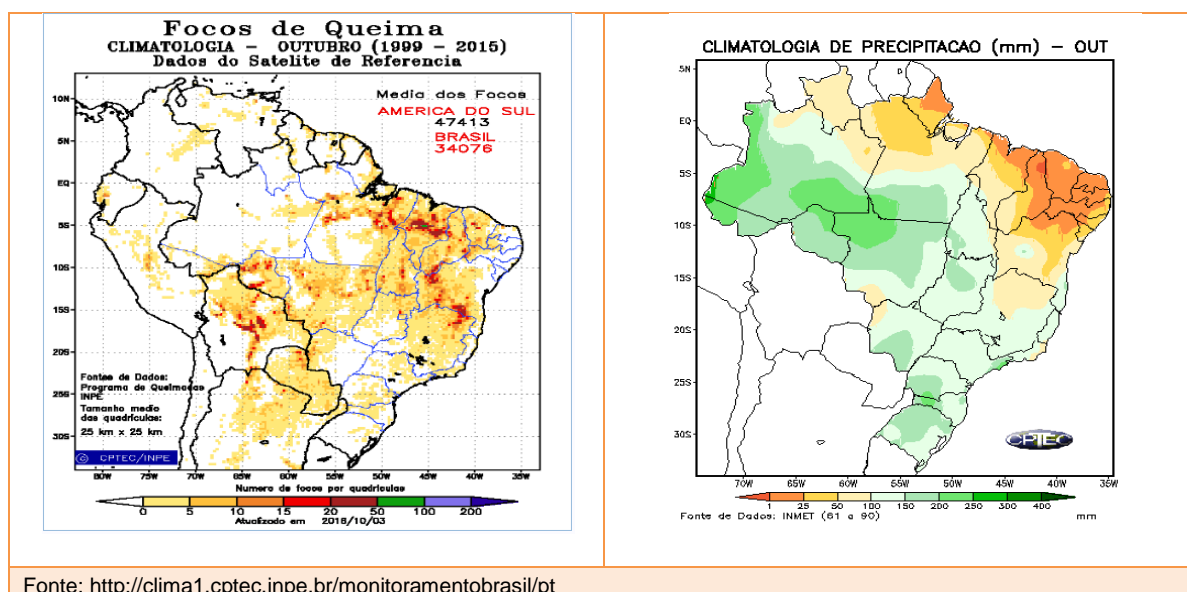 Focos de Queima
CLIMATOLOGIA – OUTUBRO (1999 – 2015)
Dados do Satelite de Referencia
Media dos Focos
AMERICA DO SUL
47413
BRASIL
34076
10N
5N
EQ
5S
10S
15S
20S
25S
30S
Fontes de Dados:
Programa de Queimadas
INPE
Tamanho medio
das quadriculas:
25 km x 25 km
© CPTEC/INPE
80W 75W 70W 65W 60W 55W 50W 45W 40W 35W
Numero de focos por quadriculas
0 5 10 15 20 50 100 200
Atualizado em 2016/10/03
CLIMATOLOGIA DE PRECIPITACAO (mm) – OUT
5N
EQ
5S
10S
15S
20S
25S
30S
CPTEC
70W 65W 60W 55W 50W 45W 40W 35W
1 25 50 100 150 200 250 300 400
Fonte de Dados: INMET (61 a 90)
mm
Fonte: http://clima1.cptec.inpe.br/monitoramentobrasil/pt